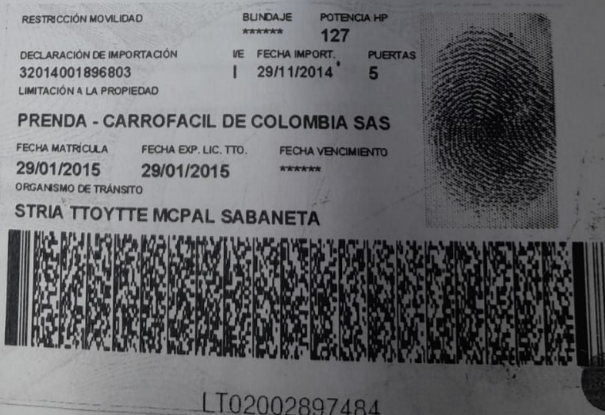 RESTRICCIÓN MOVILIDAD BLINDAJE POTENCIA HP
****** 127
DECLARACIÓN DE IMPORTACIÓN I/E FECHA IMPORT. PUERTAS
32014001896803 I 29/11/2014 5
LIMITACIÓN A LA PROPIEDAD
PRENDA - CARROFACIL DE COLOMBIA SAS
FECHA MATRÍCULA FECHA EXP. LIC. TTO. FECHA VENCIMIENTO
29/01/2015 29/01/2015 ******
ORGANISMO DE TRÁNSITO
STRIA TTOYTTE MCPAL SABANETA
LT02002897484